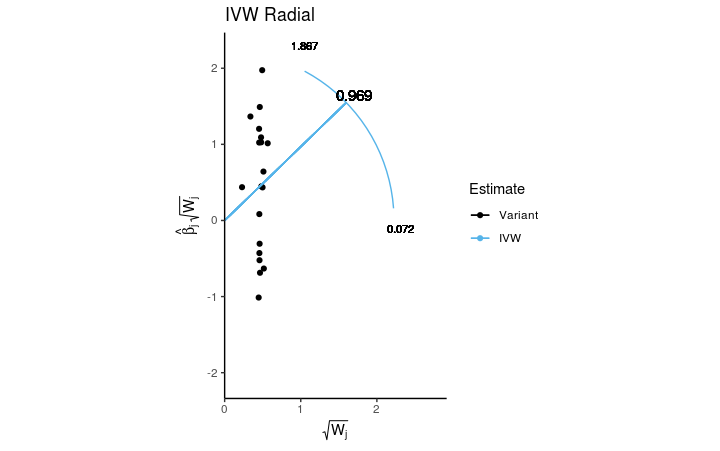 IVW Radial
1.867
0.969
0.072
2
1
0
-1
-2
0 1 2
β̂j√Wj
√Wj
Estimate
Variant
IVW